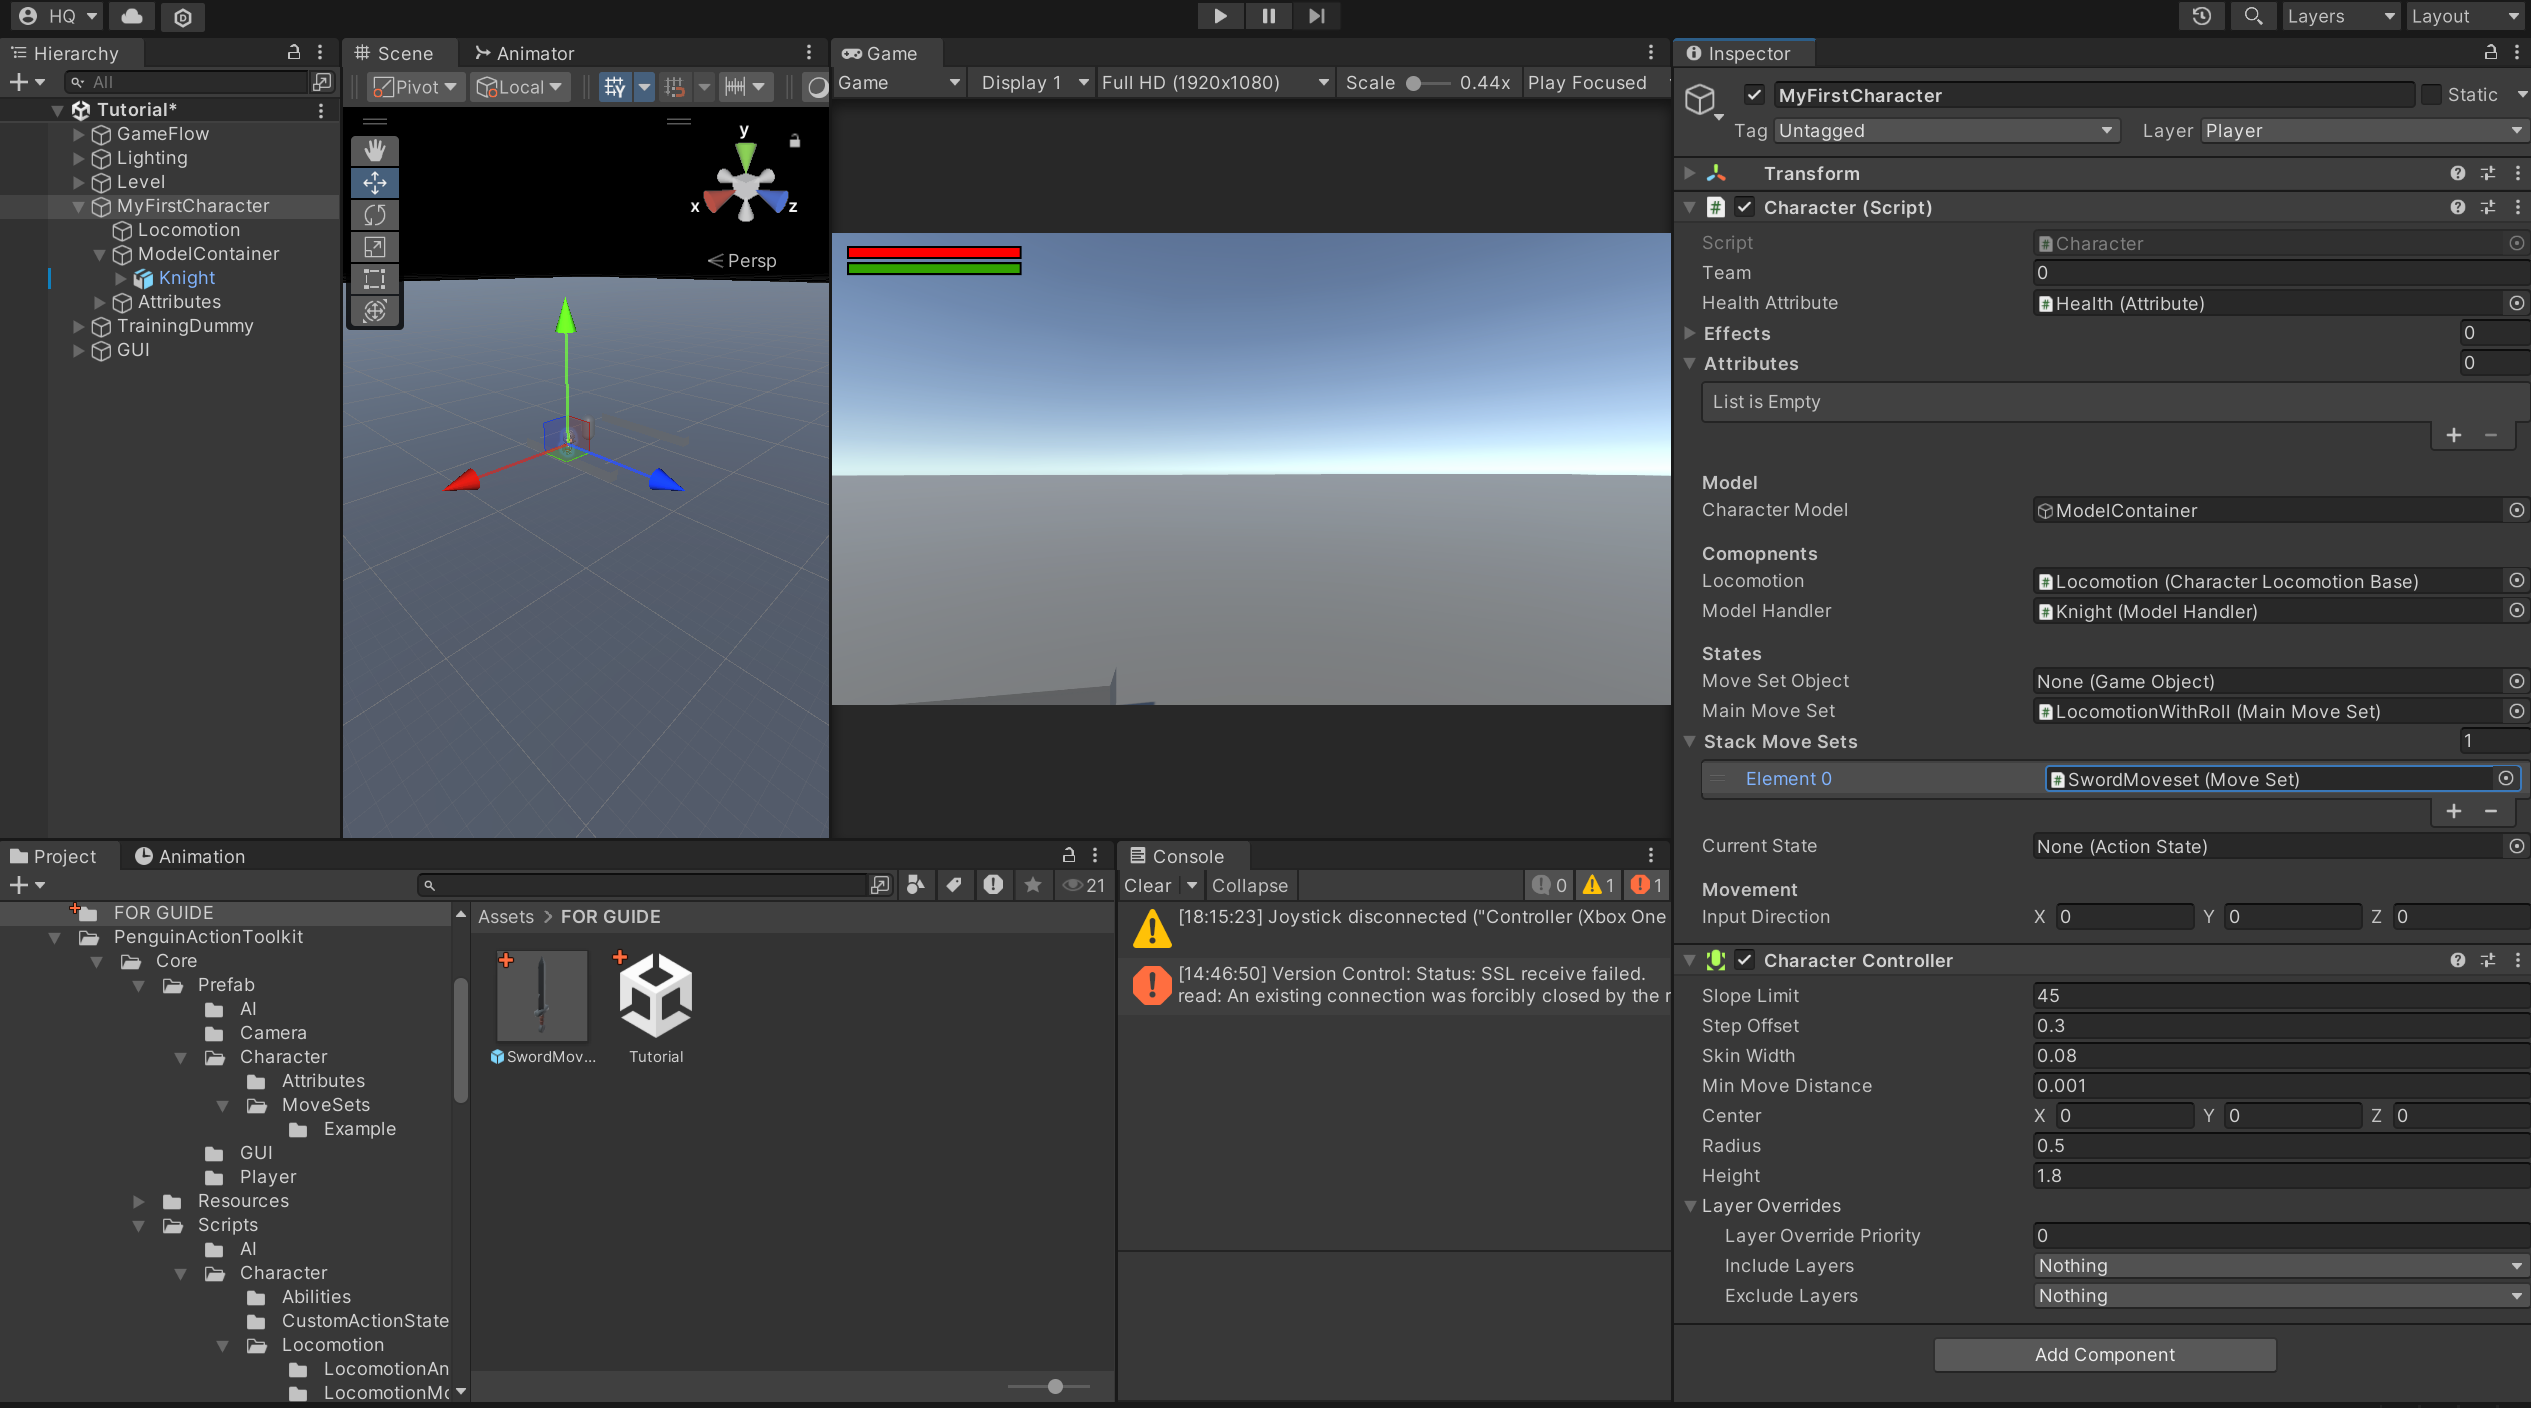 HQ
Layers
Layout
Hierarchy
All
Tutorial*
GameFlow
Lighting
Level
MyFirstCharacter
Locomotion
ModelContainer
Knight
Attributes
TrainingDummy
GUI
Scene
Animator
Pivot
Local
y
x
z
Persp
Game
Game
Display 1
Full HD (1920x1080)
Scale 0.44x
Play Focused
Inspector
MyFirstCharacter
Static
Tag Untagged
Layer Player
Transform
Character (Script)
Script Character
Team 0
Health Attribute Health (Attribute)
Effects 0
Attributes 0
List is Empty
Model
Character Model ModelContainer
Comopnents
Locomotion Locomotion (Character Locomotion Base)
Model Handler Knight (Model Handler)
States
Move Set Object None (Game Object)
Main Move Set LocomotionWithRoll (Main Move Set)
Stack Move Sets 1
Element 0 SwordMoveset (Move Set)
Current State None (Action State)
Movement
Input Direction X 0 Y 0 Z 0
Character Controller
Slope Limit 45
Step Offset 0.3
Skin Width 0.08
Min Move Distance 0.001
Center X 0 Y 0 Z 0
Radius 0.5
Height 1.8
Layer Overrides
Layer Override Priority 0
Include Layers Nothing
Exclude Layers Nothing
Add Component
Project
Animation
21
FOR GUIDE
PenguinActionToolkit
Core
Prefab
AI
Camera
Character
Attributes
MoveSets
Example
GUI
Player
Resources
Scripts
AI
Character
Abilities
CustomActionState
Locomotion
LocomotionAn
LocomotionMo
Assets > FOR GUIDE
SwordMov...
Tutorial
Console
Clear
Collapse
0
1
1
[18:15:23] Joystick disconnected ("Controller (Xbox One
[14:46:50] Version Control: Status: SSL receive failed.
read: An existing connection was forcibly closed by the r